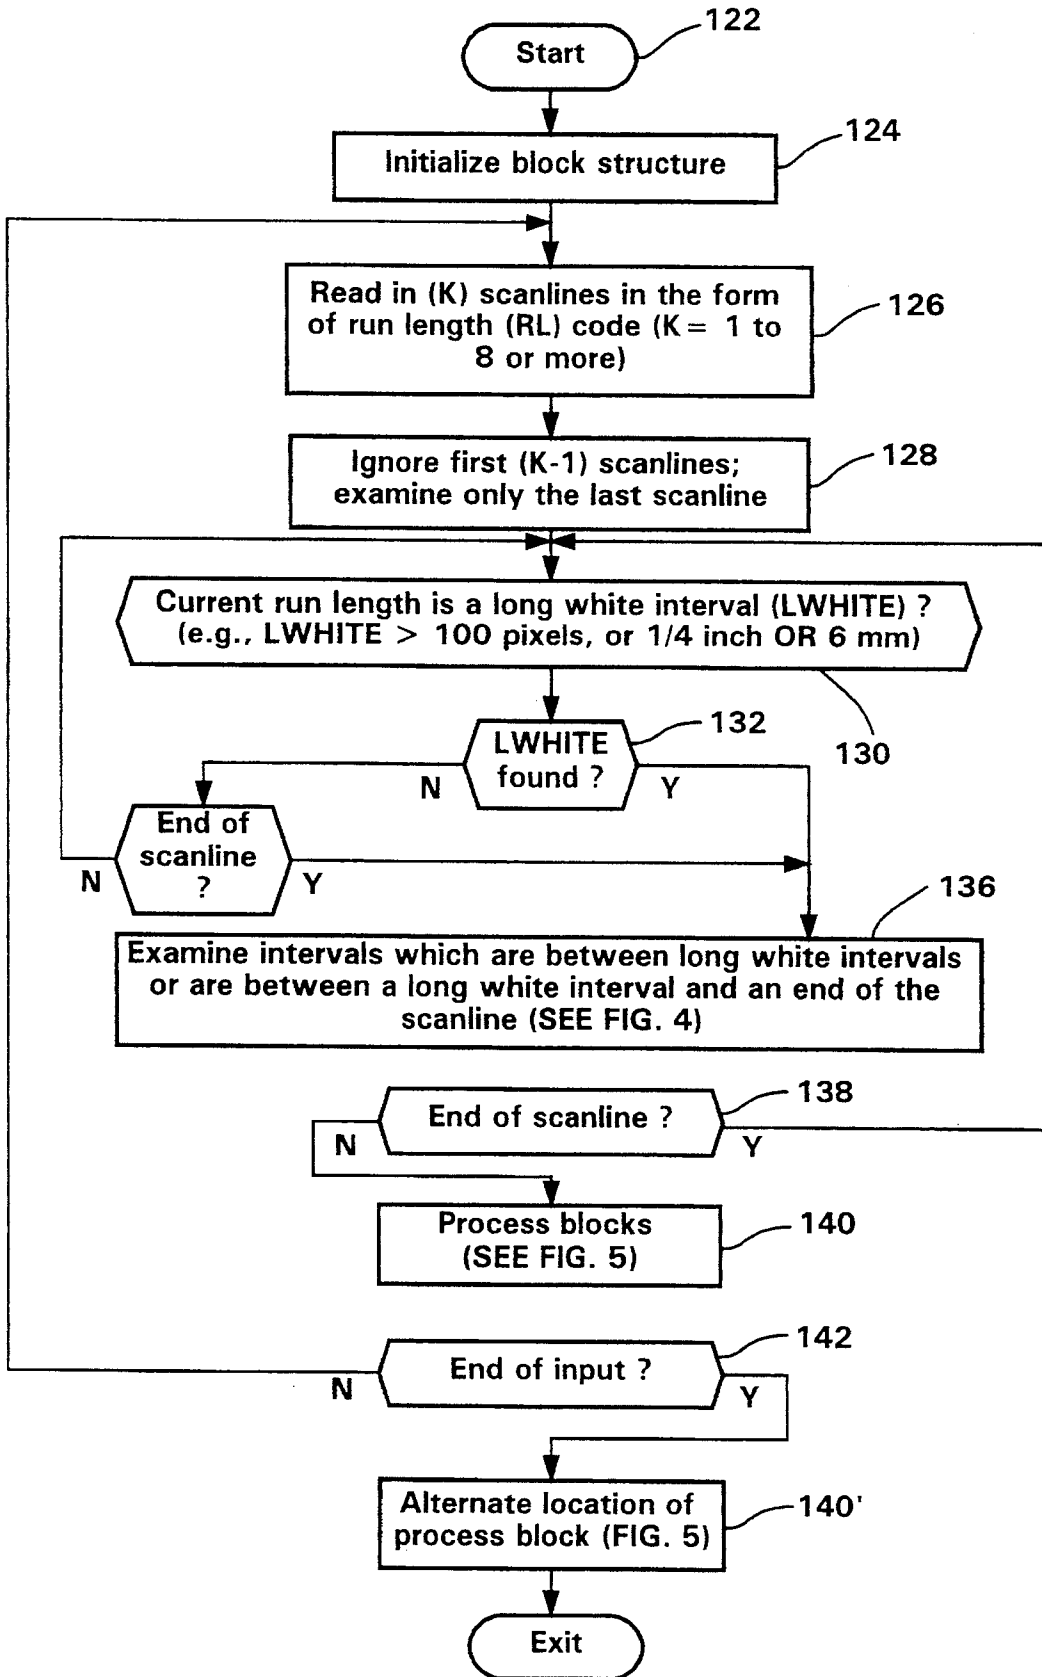 122
Start
124
Initialize block structure
Read in (K) scanlines in the form
of run length (RL) code (K = 1 to
8 or more)
126
Ignore first (K-1) scanlines;
examine only the last scanline
128
Current run length is a long white interval (LWHITE) ?
(e.g., LWHITE > 100 pixels, or 1/4 inch OR 6 mm)
130
LWHITE
found ?
132
N
Y
End of
scanline
?
N
Y
136
Examine intervals which are between long white intervals
or are between a long white interval and an end of the
scanline (SEE FIG. 4)
End of scanline ?
138
N
Y
Process blocks
(SEE FIG. 5)
140
End of input ?
142
N
Y
Alternate location of
process block (FIG. 5)
140'
Exit